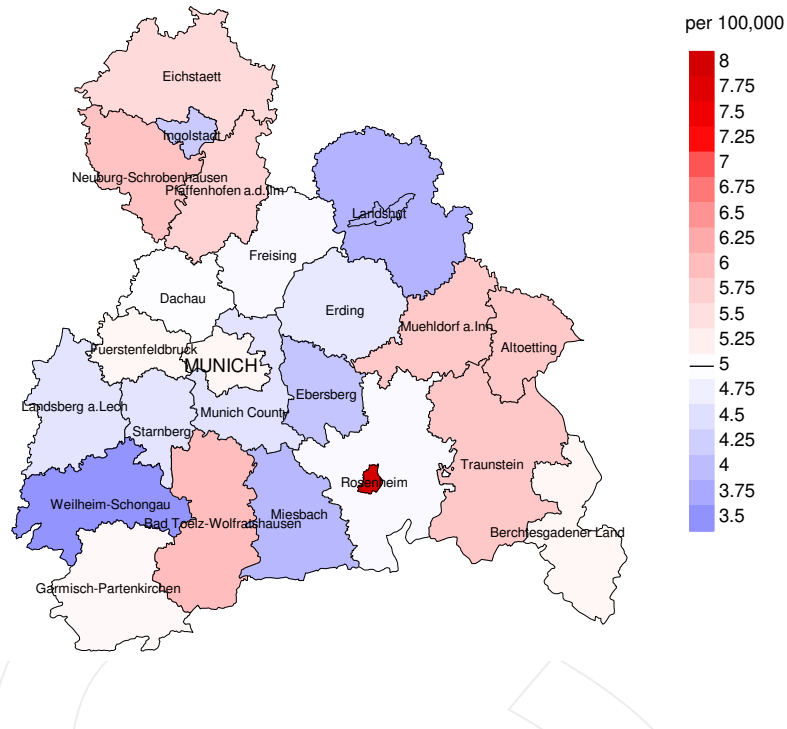 per 100,000
8
7.75
7.5
7.25
7
6.75
6.5
6.25
6
5.75
5.5
5.25
5
4.75
4.5
4.25
4
3.75
3.5
Eichstaett
Ingolstadt
Neuburg-Schrobenhausen
Pfaffenhofen a.d.Ilm
Landshut
Freising
Dachau
Erding
Muehldorf a.Inn
Altoetting
Fuerstenfeldbruck
MUNICH
Ebersberg
Landsberg a.Lech
Munich County
Starnberg
Traunstein
Rosenheim
Weilheim-Schongau
Miesbach
Bad Toelz-Wolfratshausen
Berchtesgadener Land
Garmisch-Partenkirchen